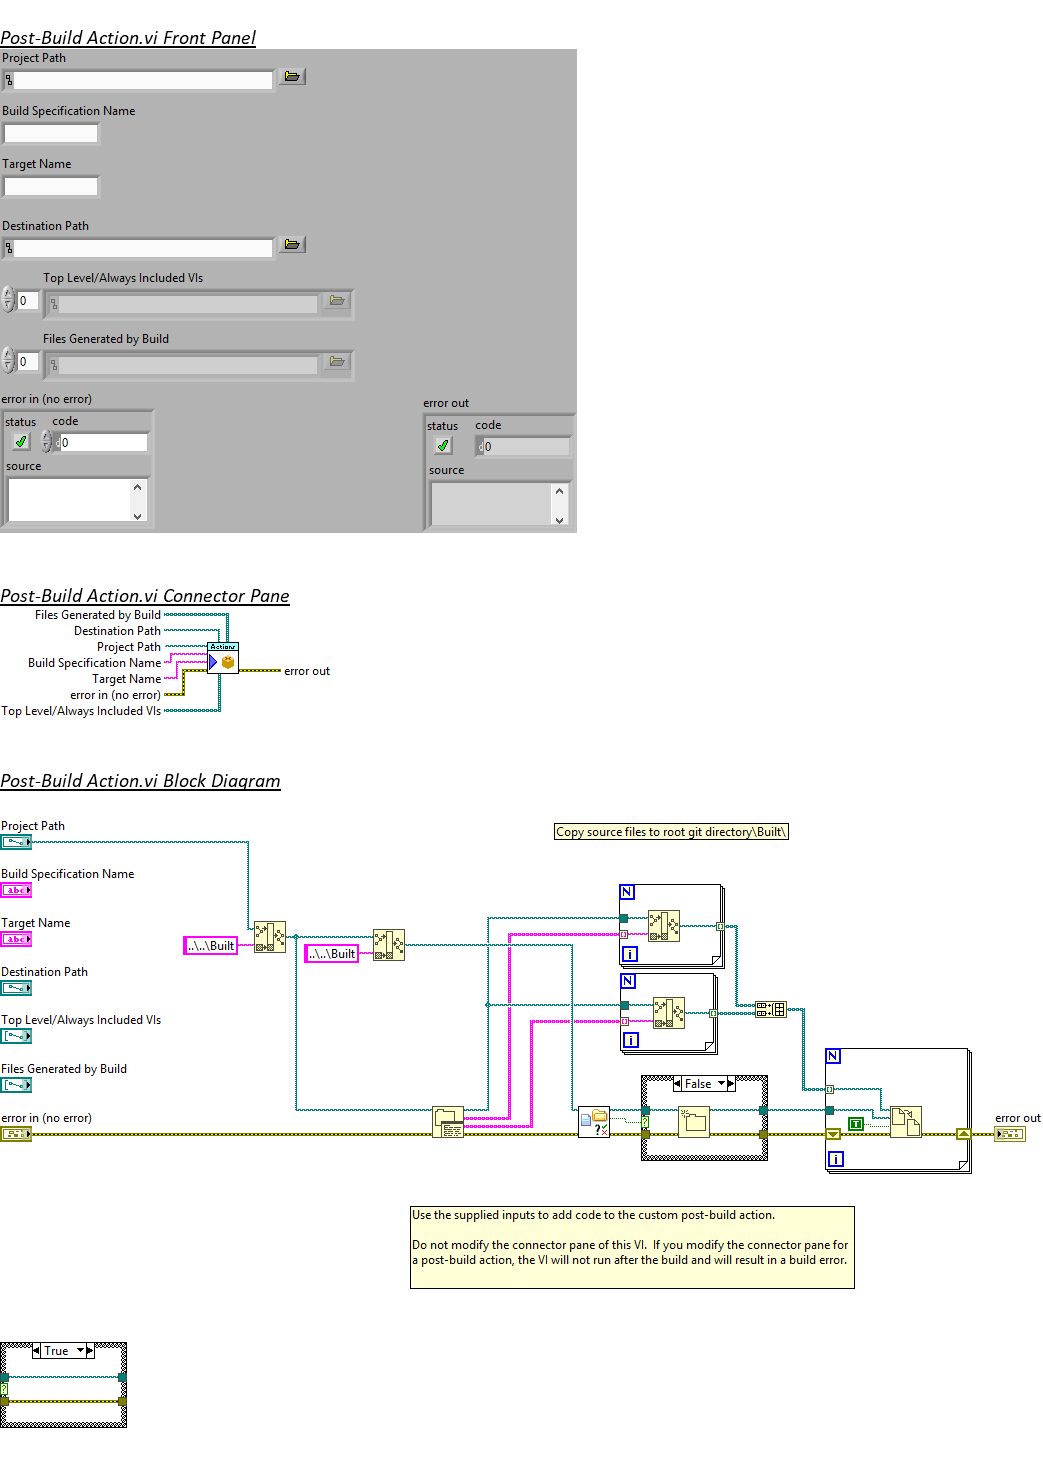 Post-Build Action.vi Front Panel
Project Path
Build Specification Name
Target Name
Destination Path
Top Level/Always Included VIs
0
Files Generated by Build
0
error in (no error)
error out
status code
0
source
status code
0
source
Post-Build Action.vi Connector Pane
Files Generated by Build
Destination Path
Project Path
Build Specification Name
Target Name
error in (no error)
Top Level/Always Included VIs
Actions
error out
Post-Build Action.vi Block Diagram
Project Path
Copy source files to root git directory\Built\
Build Specification Name
abc
Target Name
abc
..\..\Built
..\..\Built
Destination Path
Top Level/Always Included VIs
Files Generated by Build
error in (no error)
N
i
N
i
False
?
N
T
i
error out
Use the supplied inputs to add code to the custom post-build action.
Do not modify the connector pane of this VI. If you modify the connector pane for
a post-build action, the VI will not run after the build and will result in a build error.
True
?